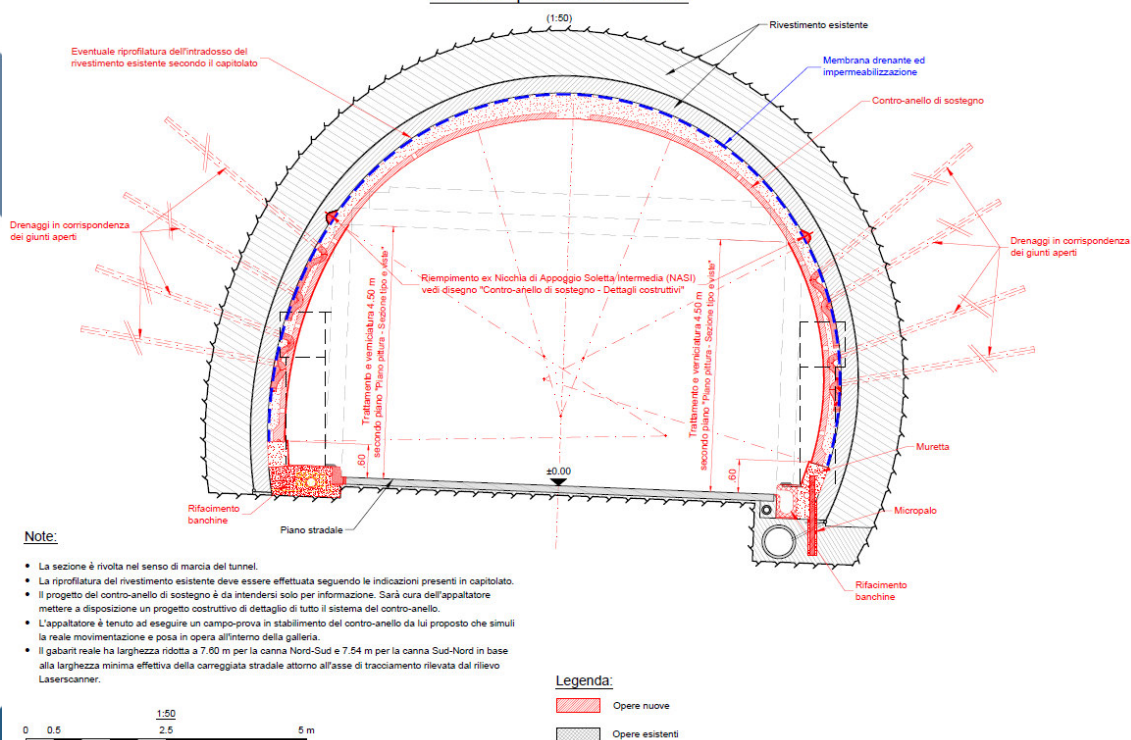 (1:50)
Rivestimento esistente
Eventuale riprofilatura dell'intradosso del
rivestimento esistente secondo il capitolato
Membrana drenante ed
impermeabilizzazione
Contro-anello di sostegno
Drenaggi in corrispondenza
dei giunti aperti
Drenaggi in corrispondenza
dei giunti aperti
Riempimento ex Nicchia di Appoggio Soletta Intermedia (NASI)
vedi disegno "Contro-anello di sostegno - Dettagli costruttivi"
Trattamento e verniciatura 4.50 m
secondo piano "Piano pittura - Sezione tipo e viste"
Trattamento e verniciatura 4.50 m
secondo piano "Piano pittura - Sezione tipo e viste"
.60
.60
±0.00
Muretta
Micropalo
Rifacimento
banchine
Piano stradale
Rifacimento
banchine
Note:
• La sezione è rivolta nel senso di marcia del tunnel.
• La riprofilatura del rivestimento esistente deve essere effettuata seguendo le indicazioni presenti in capitolato.
• Il progetto del contro-anello di sostegno è da intendersi solo per informazione. Sarà cura dell'appaltatore
mettere a disposizione un progetto costruttivo di dettaglio di tutto il sistema del contro-anello.
• L'appaltatore è tenuto ad eseguire un campo-prova in stabilimento del contro-anello da lui proposto che simuli
la reale movimentazione e posa in opera all'interno della galleria.
• Il gabarit reale ha larghezza ridotta a 7.60 m per la canna Nord-Sud e 7.54 m per la canna Sud-Nord in base
alla larghezza minima effettiva della carreggiata stradale attorno all'asse di tracciamento rilevata dal rilievo
Laserscanner.
1:50
0 0.5 2.5 5 m
Legenda:
Opere nuove
Opere esistenti